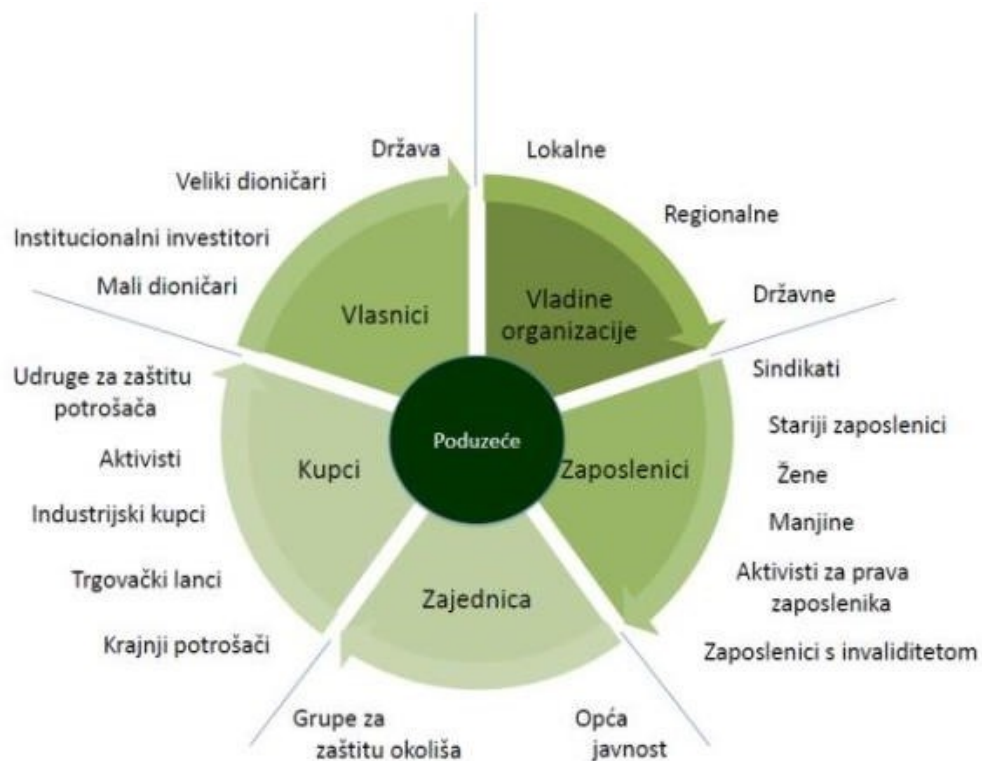 Država
Lokalne
Veliki dioničari
Regionalne
Institucionalni investitori
Mali dioničari
Državne
Vlasnici
Vladine
organizacije
Udruge za zaštitu
potrošača
Sindikati
Stariji zaposlenici
Aktivisti
Kupci
Poduzeće
Zaposlenici
Žene
Industrijski kupci
Manjine
Trgovački lanci
Zajednica
Aktivisti za prava
zaposlenika
Krajnji potrošači
Zaposlenici s invaliditetom
Grupe za
zaštitu okoliša
Opća
javnost